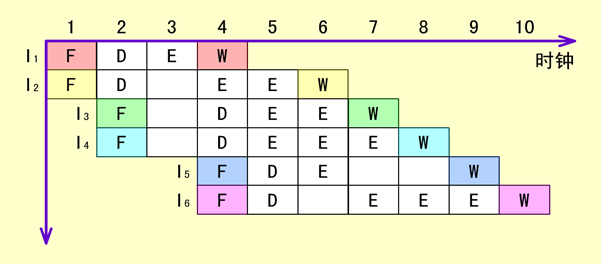 1 2 3 4 5 6 7 8 9 10
时钟
I1 F D E W
I2 F D E E W
I3 F D E E W
I4 F D E E E W
I5 F D E W
I6 F D E E E W